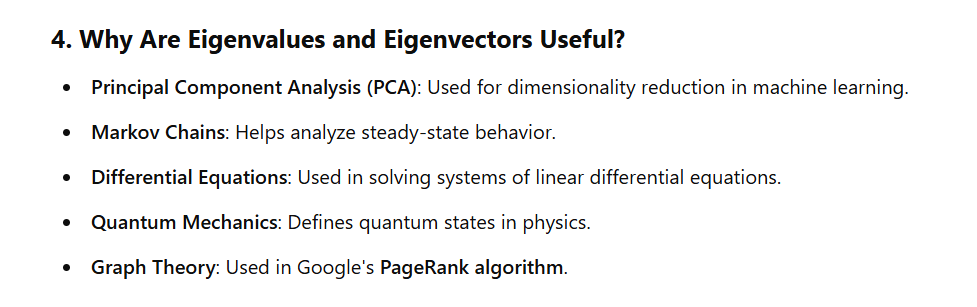 4. Why Are Eigenvalues and Eigenvectors Useful?
• Principal Component Analysis (PCA): Used for dimensionality reduction in machine learning.
• Markov Chains: Helps analyze steady-state behavior.
• Differential Equations: Used in solving systems of linear differential equations.
• Quantum Mechanics: Defines quantum states in physics.
• Graph Theory: Used in Google's PageRank algorithm.